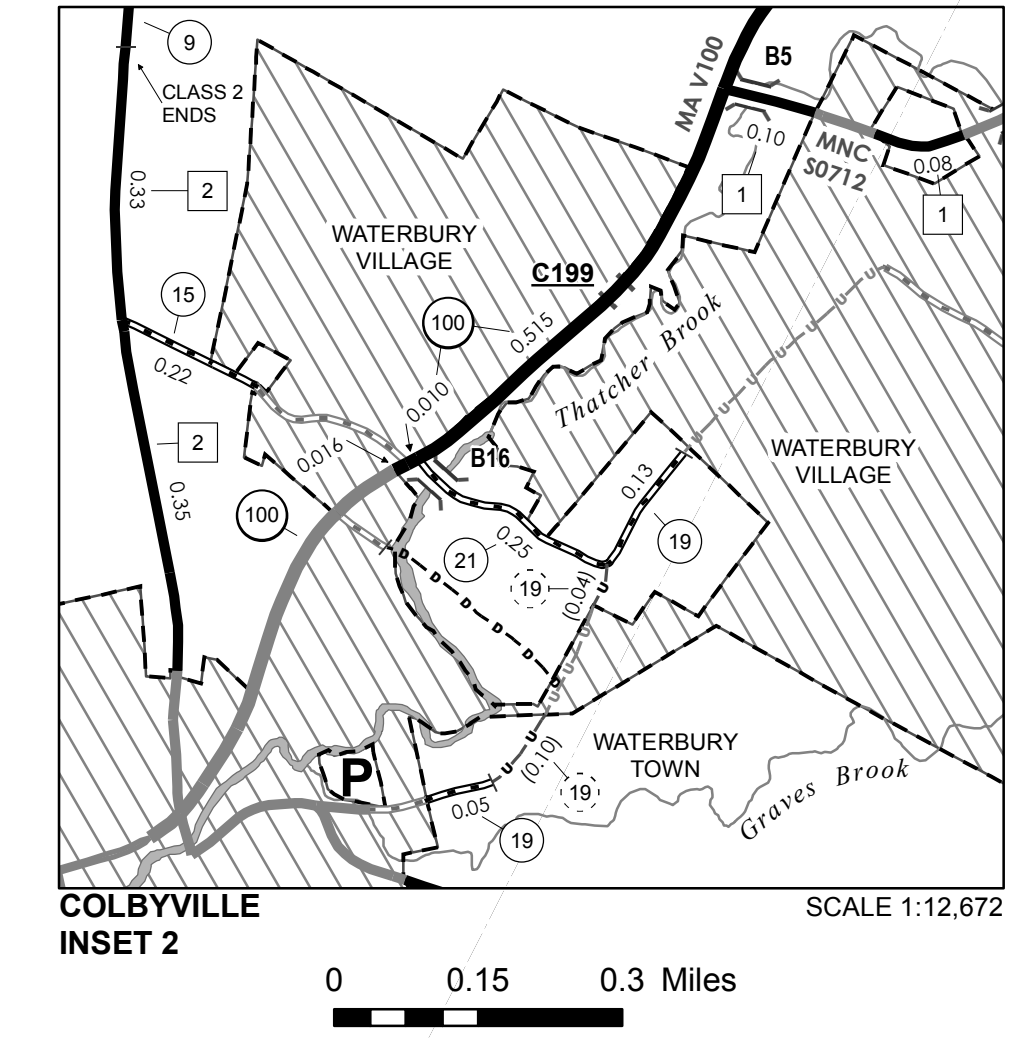 9
CLASS 2
ENDS
0.33
2
15
0.22
2
0.35
WATERBURY
VILLAGE
100
0.515
0.010
0.016
100
C199
MA V100
B5
0.10
1
MNC
S0712
0.08
1
Thatcher Brook
B16
0.13
19
0.25
21
19
(0.04)
WATERBURY
VILLAGE
D
D
D
D
D
D
U
U
U
U
U
U
U
U
U
U
U
U
WATERBURY
TOWN
(0.10)
19
0.05
19
P
Graves Brook
COLBYVILLE
INSET 2
SCALE 1:12,672
0 0.15 0.3 Miles